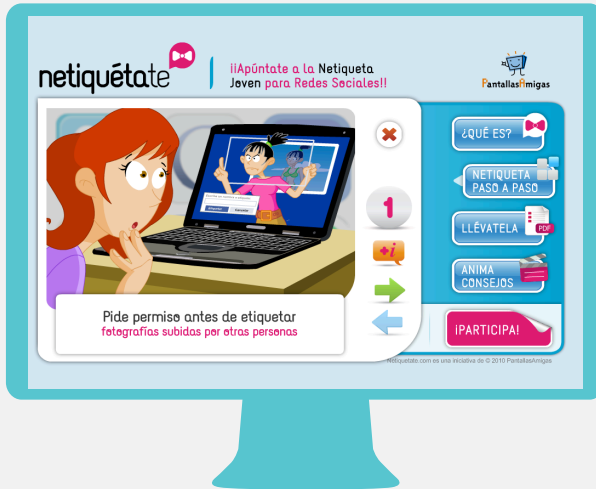 netiquétate
¡¡Apúntate a la Netiqueta
Joven para Redes Sociales!!
PantallasAmigas
1
+i
Pide permiso antes de etiquetar
fotografías subidas por otras personas
¿QUÉ ES?
NETIQUETA
PASO A PASO
LLÉVATELA
PDF
ANIMA
CONSEJOS
¡PARTICIPA!
Netiquetate.com es una iniciativa de © 2010 PantallasAmigas